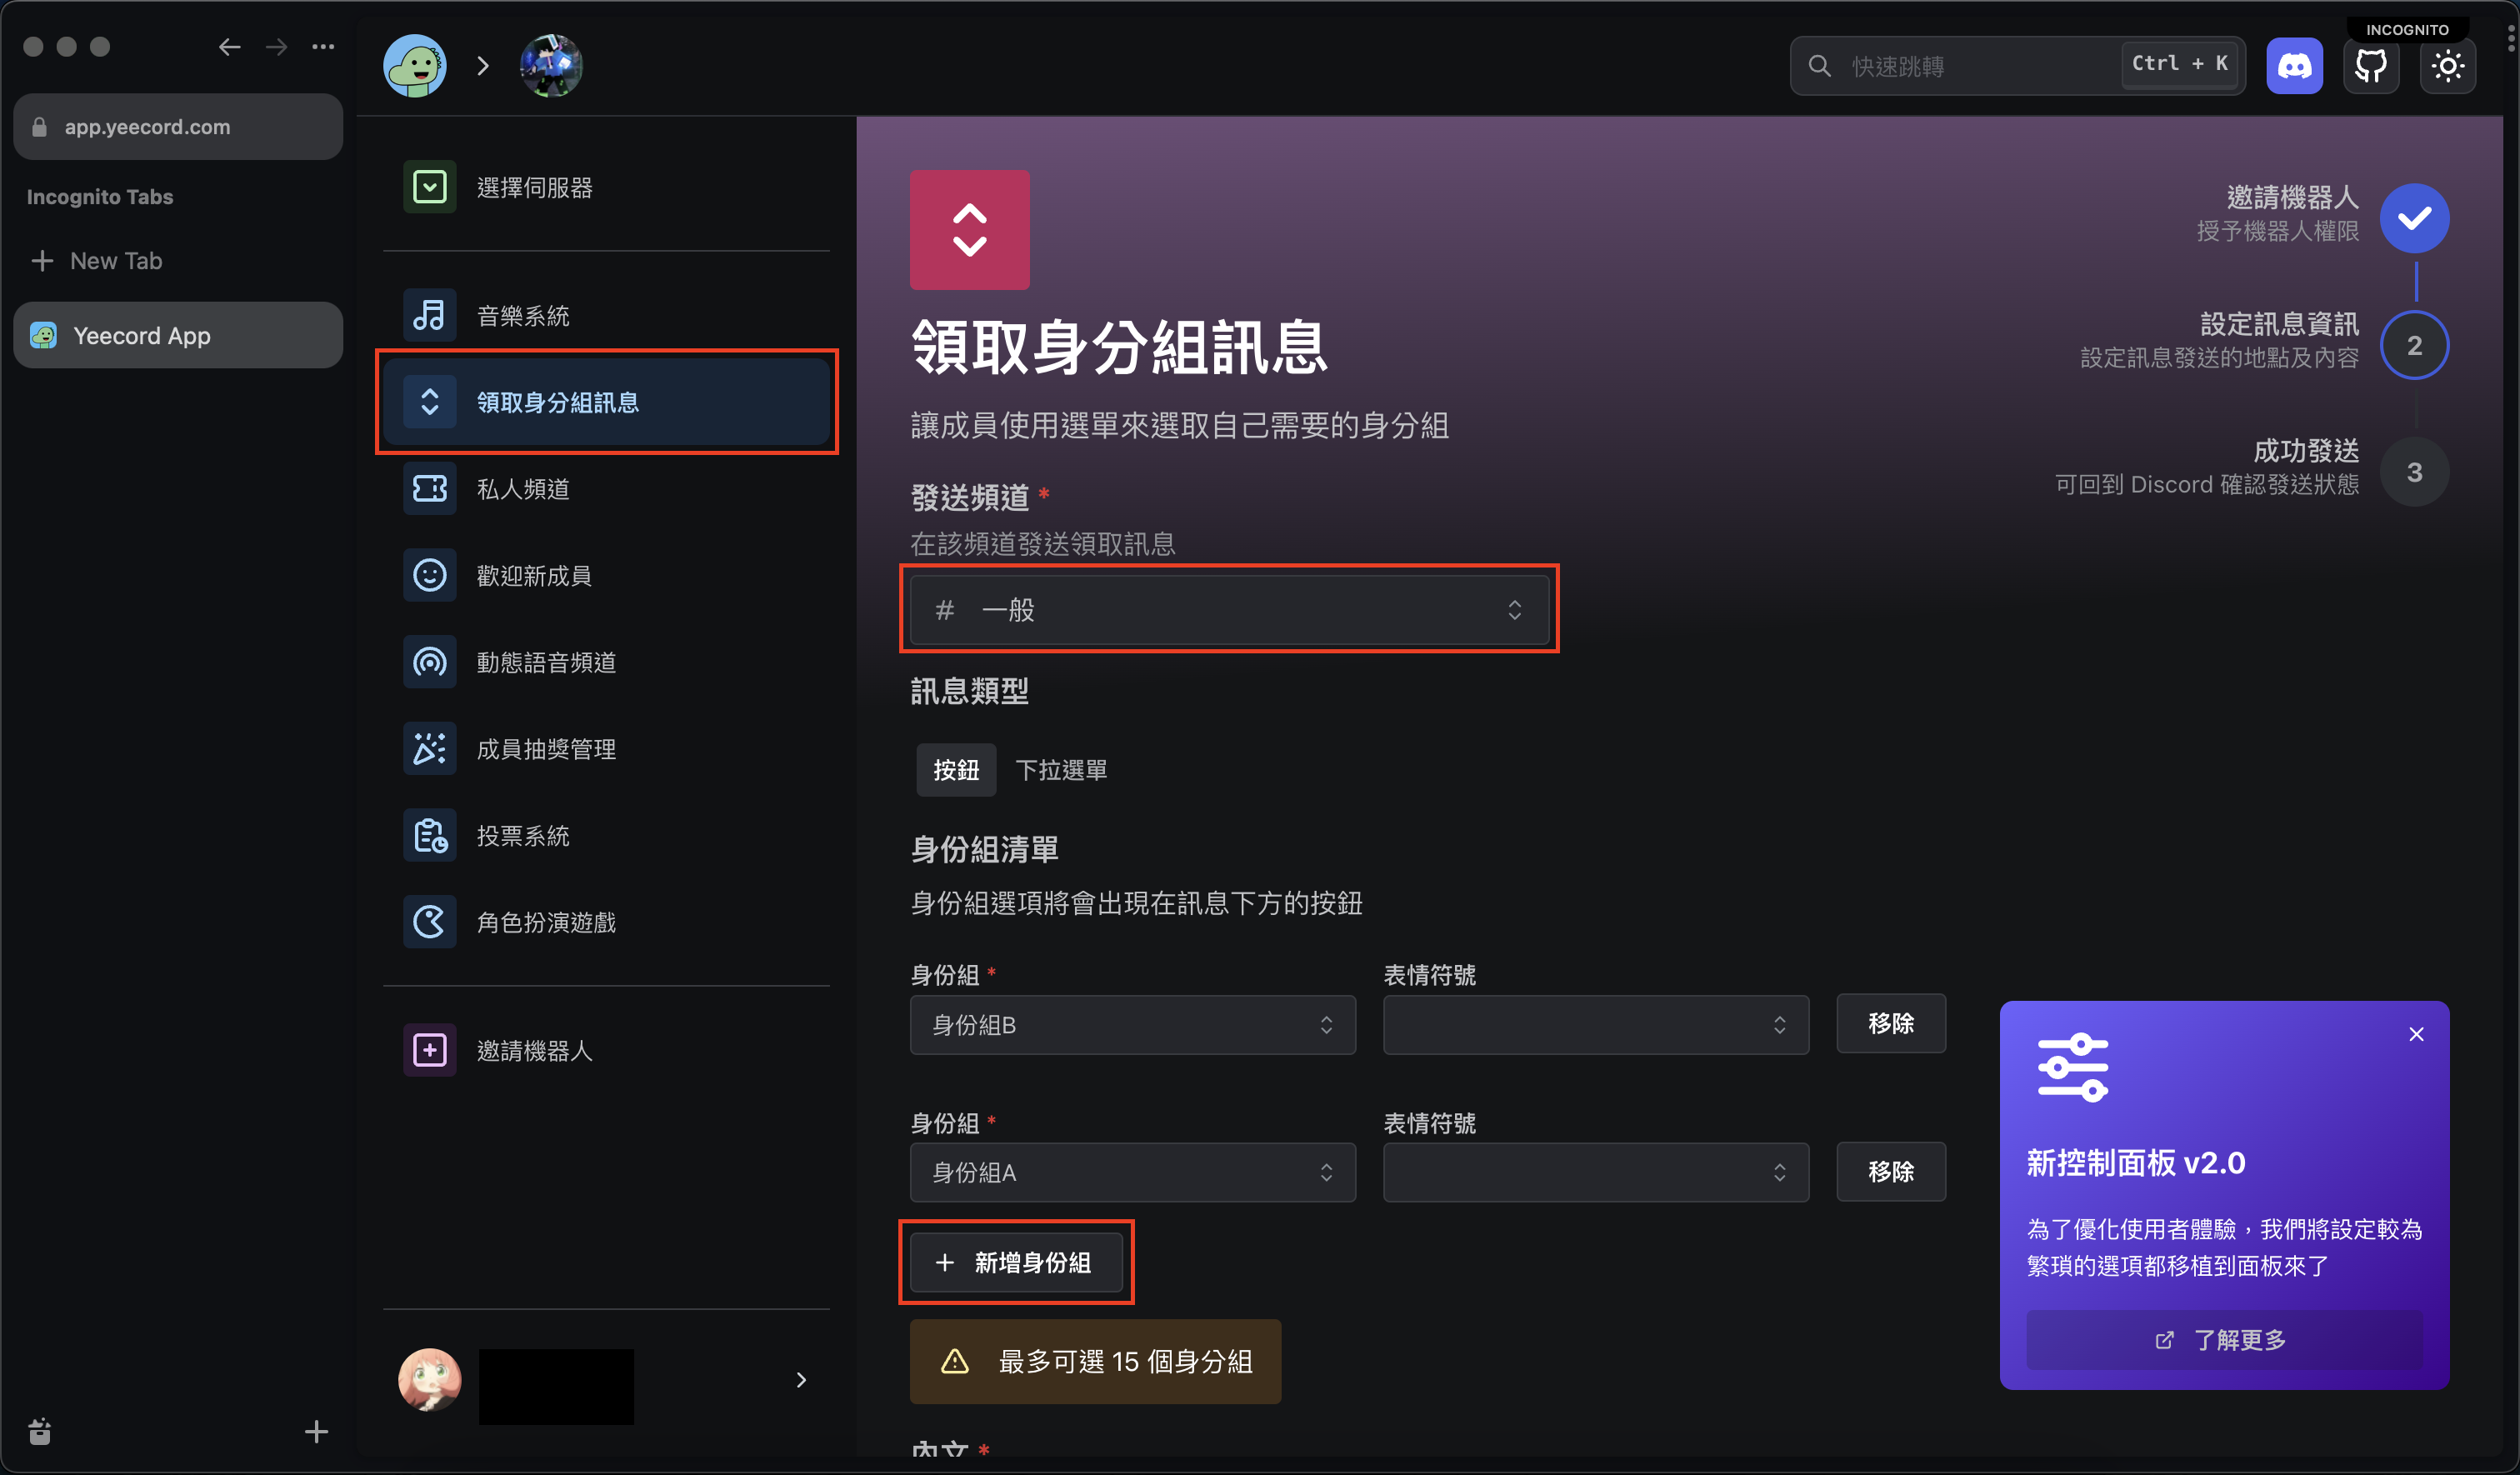 app.yeecord.com
Incognito Tabs
New Tab
Yeecord App
快速跳轉
Ctrl + K
INCOGNITO
選擇伺服器
音樂系統
領取身分組訊息
私人頻道
歡迎新成員
動態語音頻道
成員抽獎管理
投票系統
角色扮演遊戲
邀請機器人
領取身分組訊息
讓成員使用選單來選取自己需要的身分組
發送頻道 *
在該頻道發送領取訊息
# 一般
訊息類型
按鈕 下拉選單
身份組清單
身份組選項將會出現在訊息下方的按鈕
身份組 * 表情符號
身份組B 移除
身份組 * 表情符號
身份組A 移除
+ 新增身份組
最多可選 15 個身分組
內文 *
邀請機器人
授予機器人權限
設定訊息資訊
設定訊息發送的地點及內容
2
成功發送
可回到 Discord 確認發送狀態
3
新控制面板 v2.0
為了優化使用者體驗，我們將設定較為
繁瑣的選項都移植到面板來了
了解更多